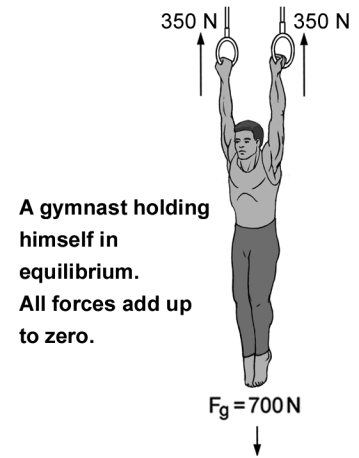 350 N
350 N
A gymnast holding
himself in
equilibrium.
All forces add up
to zero.
Fg = 700 N